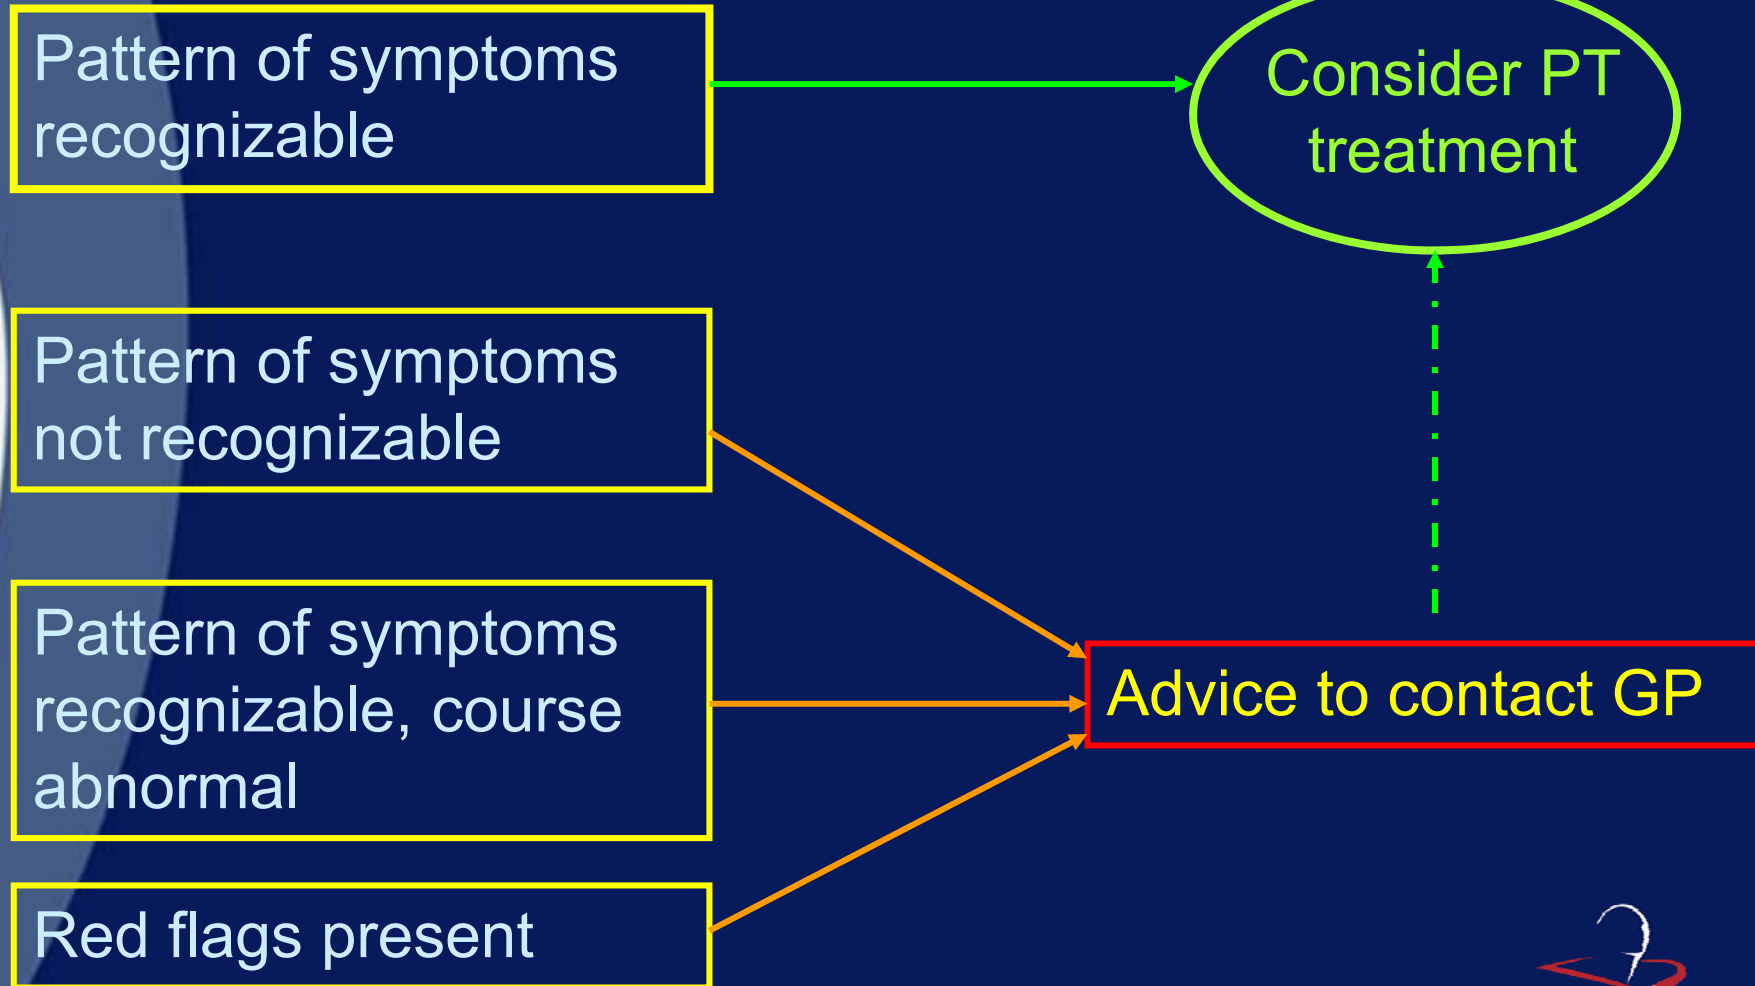 Pattern of symptoms
recognizable
Consider PT
treatment
Pattern of symptoms
not recognizable
Pattern of symptoms
recognizable, course
abnormal
Advice to contact GP
Red flags present